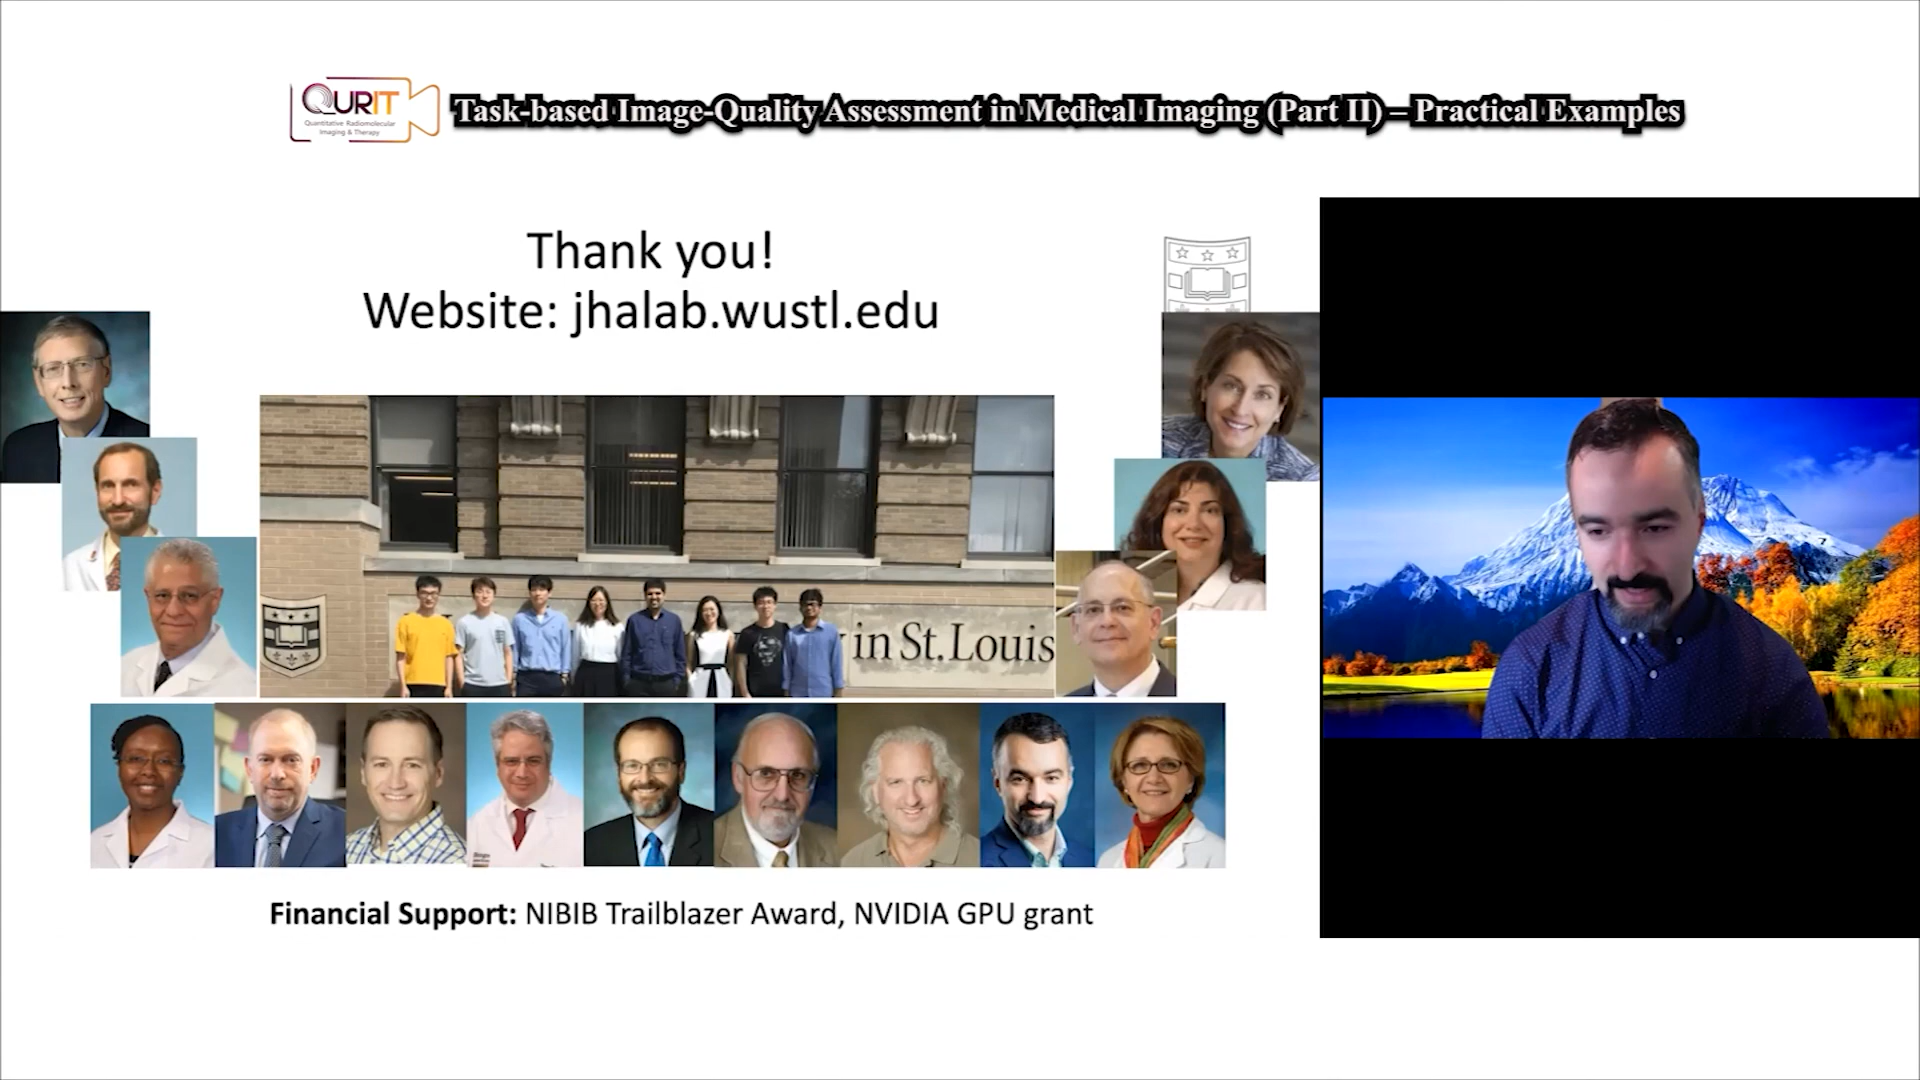 QURIT
Quantitative Radiomolecular
Imaging & Therapy
Task-based Image-Quality Assessment in Medical Imaging (Part II) – Practical Examples
Thank you!
Website: jhalab.wustl.edu
in St. Louis
Financial Support: NIBIB Trailblazer Award, NVIDIA GPU grant